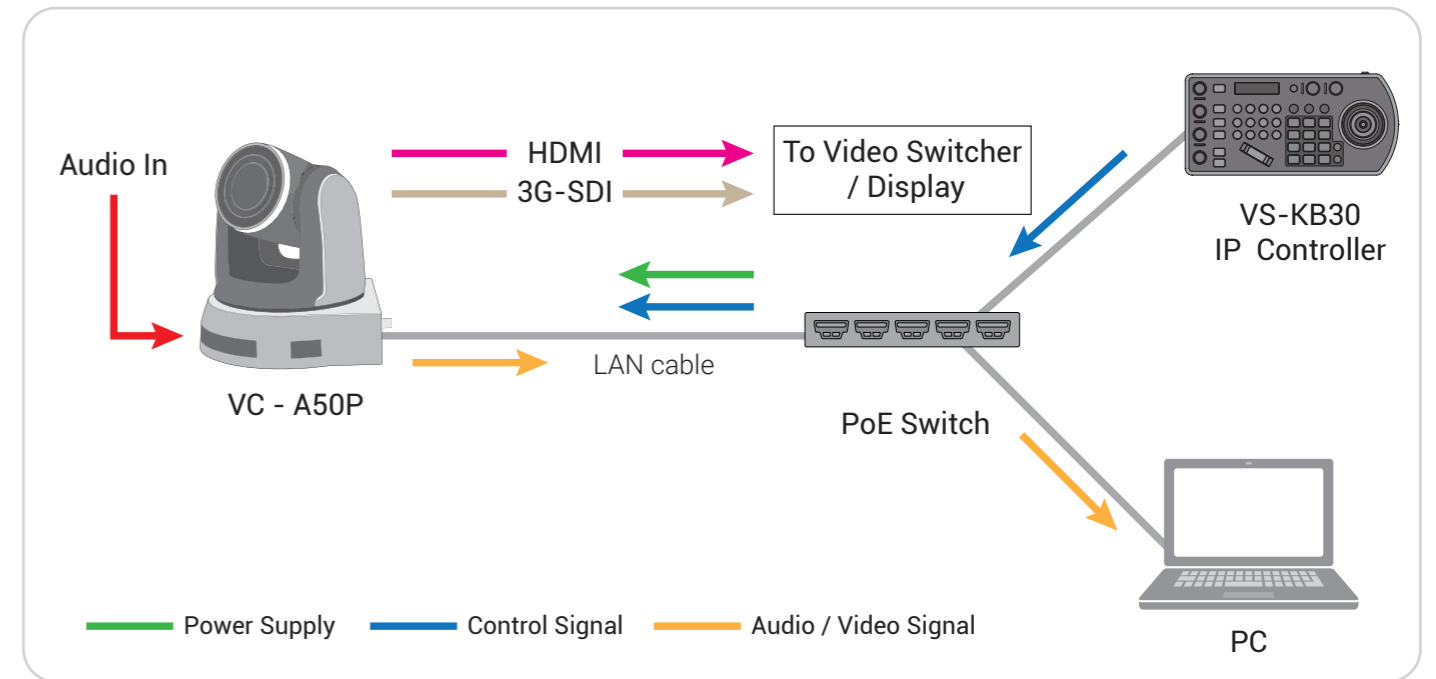 Audio In
HDMI
3G-SDI
To Video Switcher
/ Display
VS-KB30
IP Controller
LAN cable
VC - A50P
PoE Switch
PC
Power Supply
Control Signal
Audio / Video Signal